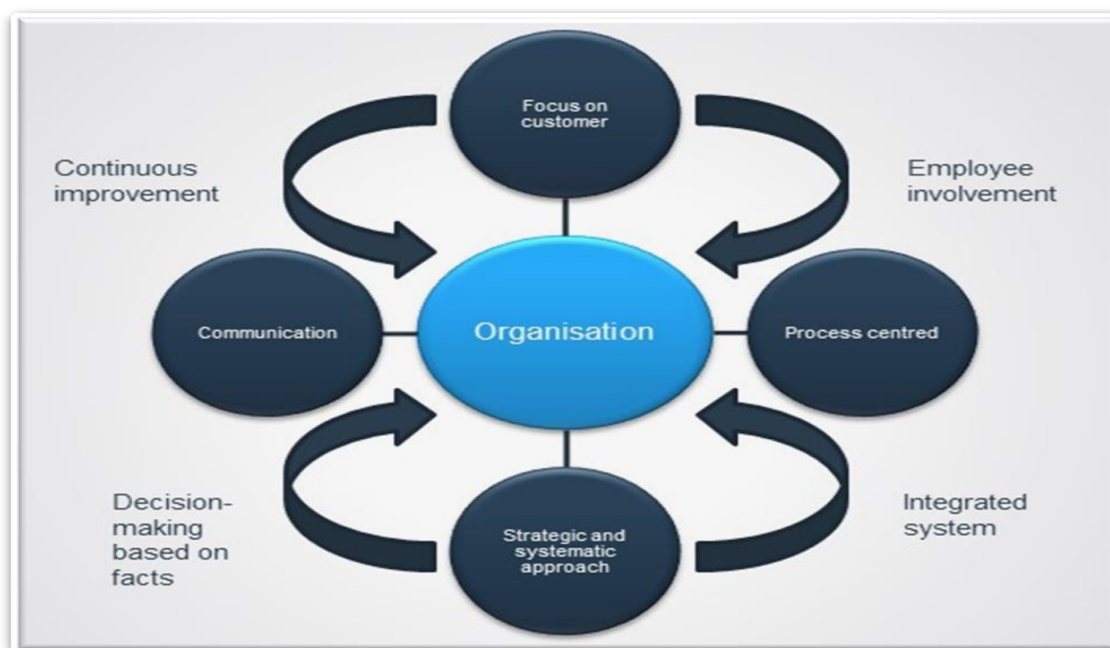 Focus on
customer
Continuous
improvement
Employee
involvement
Communication
Organisation
Process centred
Decision-
making
based on
facts
Strategic and
systematic
approach
Integrated
system